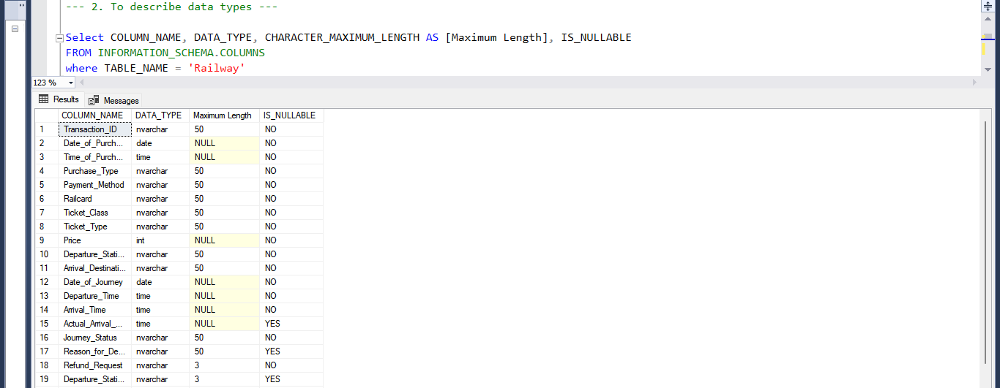 --- 2. To describe data types ---
Select COLUMN_NAME, DATA_TYPE, CHARACTER_MAXIMUM_LENGTH AS [Maximum Length], IS_NULLABLE
FROM INFORMATION_SCHEMA.COLUMNS
where TABLE_NAME = 'Railway'
123 %
Results Messages
COLUMN_NAME DATA_TYPE Maximum Length IS_NULLABLE
1 Transaction_ID nvarchar 50 NO
2 Date_of_Purch... date NULL NO
3 Time_of_Purch... time NULL NO
4 Purchase_Type nvarchar 50 NO
5 Payment_Method nvarchar 50 NO
6 Railcard nvarchar 50 NO
7 Ticket_Class nvarchar 50 NO
8 Ticket_Type nvarchar 50 NO
9 Price int NULL NO
10 Departure_Stati... nvarchar 50 NO
11 Arrival_Destinati... nvarchar 50 NO
12 Date_of_Journey date NULL NO
13 Departure_Time time NULL NO
14 Arrival_Time time NULL NO
15 Actual_Arrival_... time NULL YES
16 Journey_Status nvarchar 50 NO
17 Reason_for_De... nvarchar 50 YES
18 Refund_Request nvarchar 3 NO
19 Departure_Stati... nvarchar 3 YES